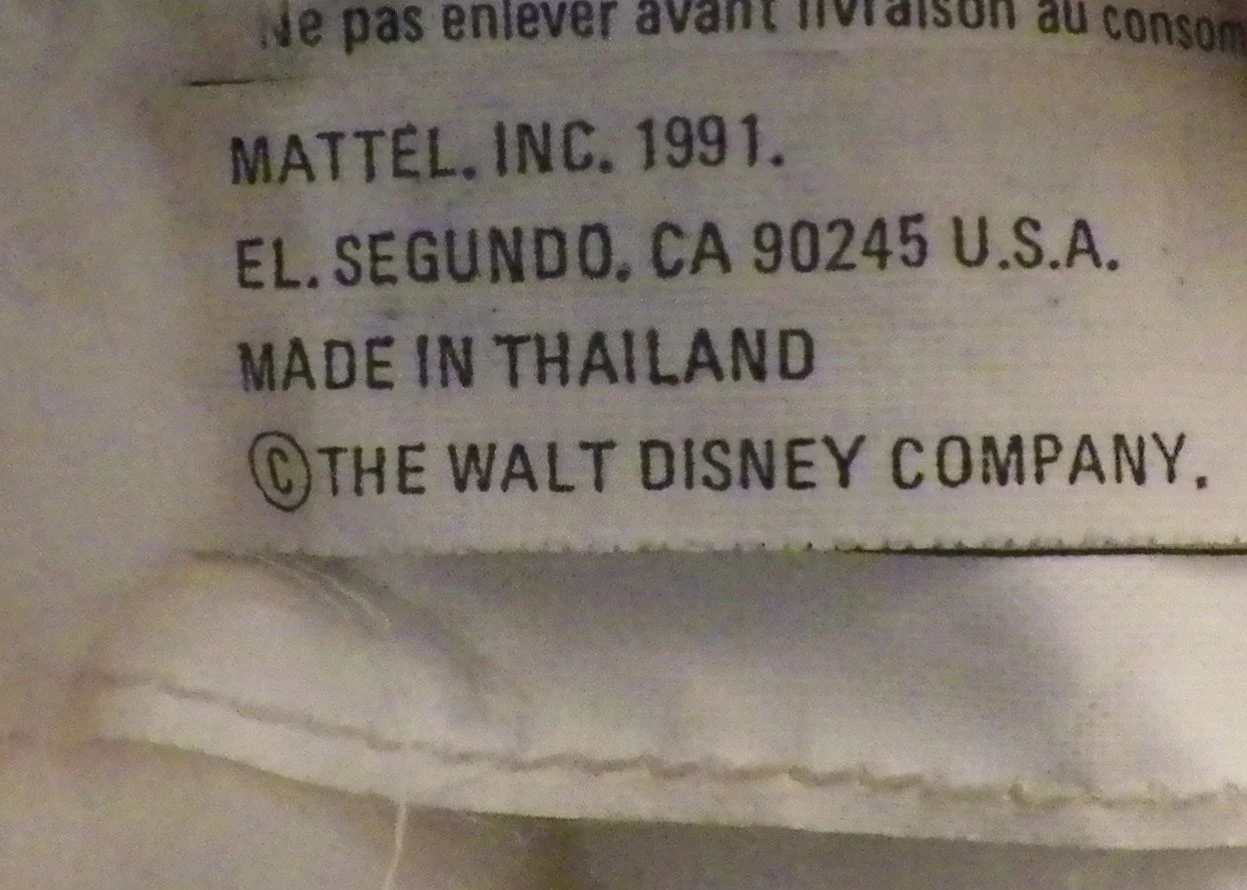 Ne pas enlever avant livraison au consom
MATTEL. INC. 1991.
EL. SEGUNDO. CA 90245 U.S.A.
MADE IN THAILAND
©THE WALT DISNEY COMPANY.